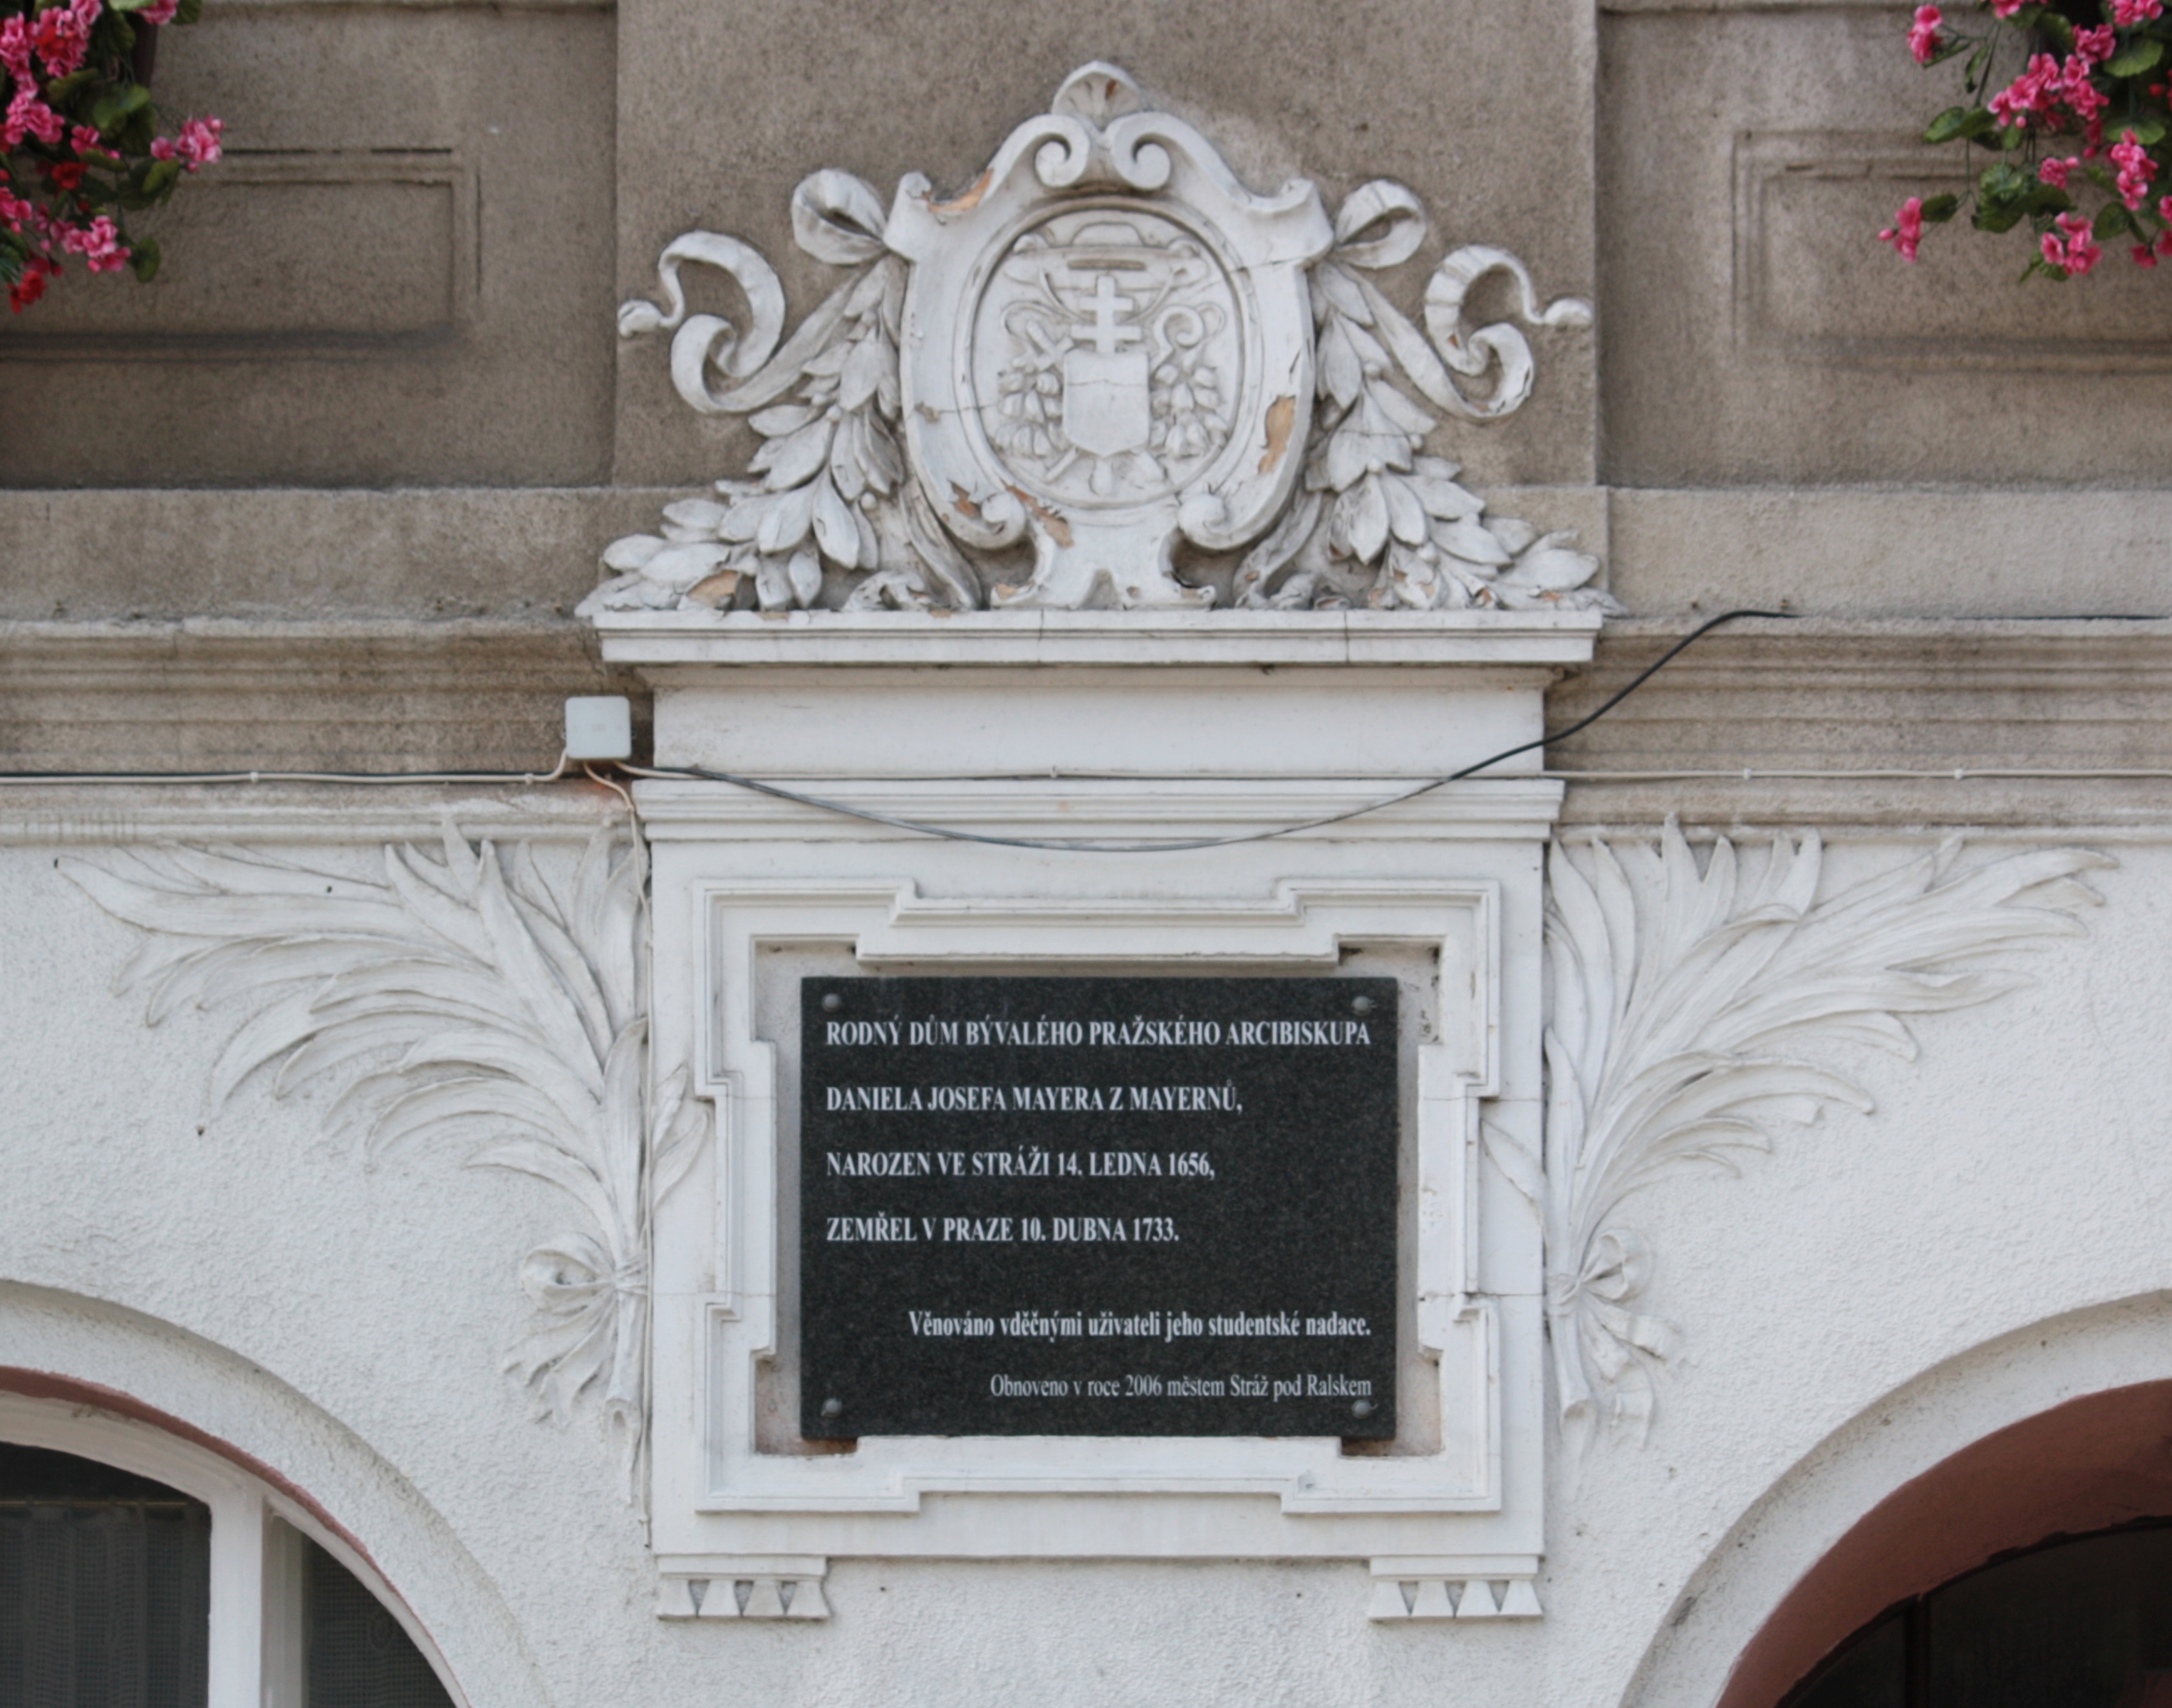 RODNÝ DŮM BÝVALÉHO PRAŽSKÉHO ARCIBISKUPA
DANIELA JOSEFA MAYERA Z MAYERNŮ,
NAROZEN VE STRÁŽI 14. LEDNA 1656,
ZEMŘEL V PRAZE 10. DUBNA 1733.
Věnováno vděčnými uživateli jeho studentské nadace.
Obnoveno v roce 2006 městem Stráž pod Ralskem